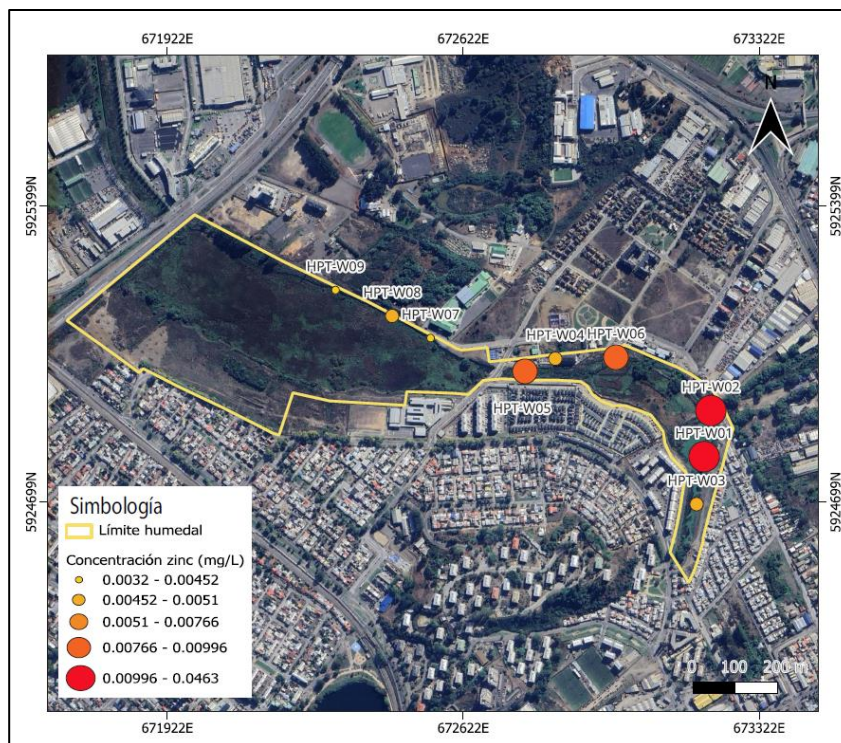 671922E
672622E
673322E
N
5925399N
5925399N
HPT-W09
HPT-W08
HPT-W07
HPT-W04
HPT-W06
HPT-W02
HPT-W05
HPT-W01
HPT-W03
5924699N
5924699N
Simbología
Límite humedal
Concentración zinc (mg/L)
0.0032 - 0.00452
0.00452 - 0.0051
0.0051 - 0.00766
0.00766 - 0.00996
0.00996 - 0.0463
0 100 200 m
671922E
672622E
673322E